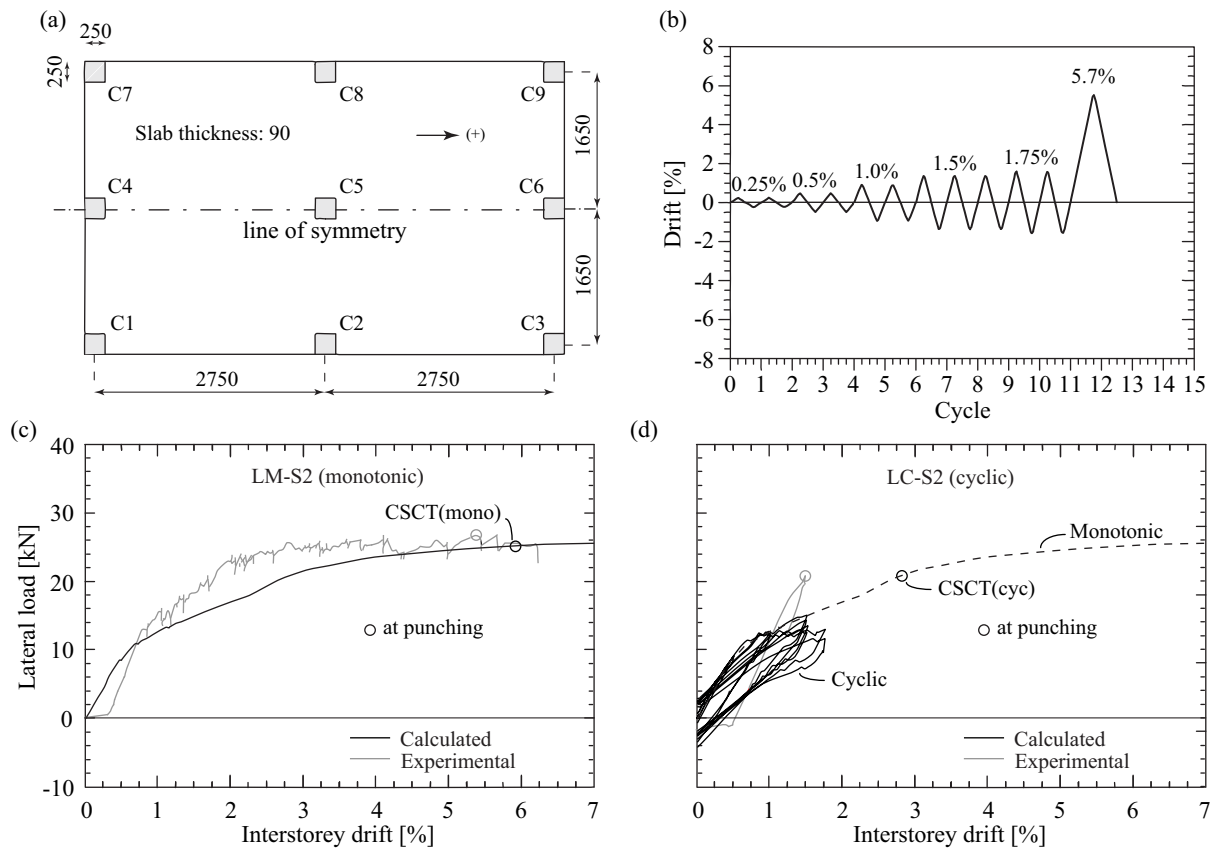 (a)
250
250
C7
C8
C9
Slab thickness: 90
(+)
1650
C4
C5
C6
line of symmetry
1650
C1
C2
C3
2750
2750
(b)
8
6
4
2
0
-2
-4
-6
-8
Drift [%]
0.25%
0.5%
1.0%
1.5%
1.75%
5.7%
0 1 2 3 4 5 6 7 8 9 10 11 12 13 14 15
Cycle
(c)
40
30
20
10
0
-10
Lateral load [kN]
LM-S2 (monotonic)
CSCT(mono)
at punching
Calculated
Experimental
0 1 2 3 4 5 6 7
Interstorey drift [%]
(d)
LC-S2 (cyclic)
Monotonic
CSCT(cyc)
at punching
Cyclic
Calculated
Experimental
0 1 2 3 4 5 6 7
Interstorey drift [%]